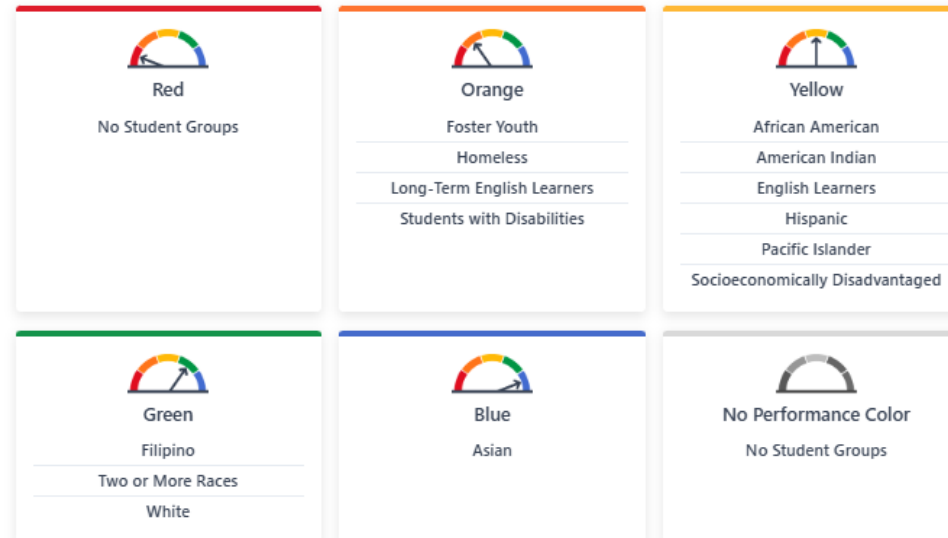 Red
No Student Groups
Orange
Foster Youth
Homeless
Long-Term English Learners
Students with Disabilities
Yellow
African American
American Indian
English Learners
Hispanic
Pacific Islander
Socioeconomically Disadvantaged
Green
Filipino
Two or More Races
White
Blue
Asian
No Performance Color
No Student Groups